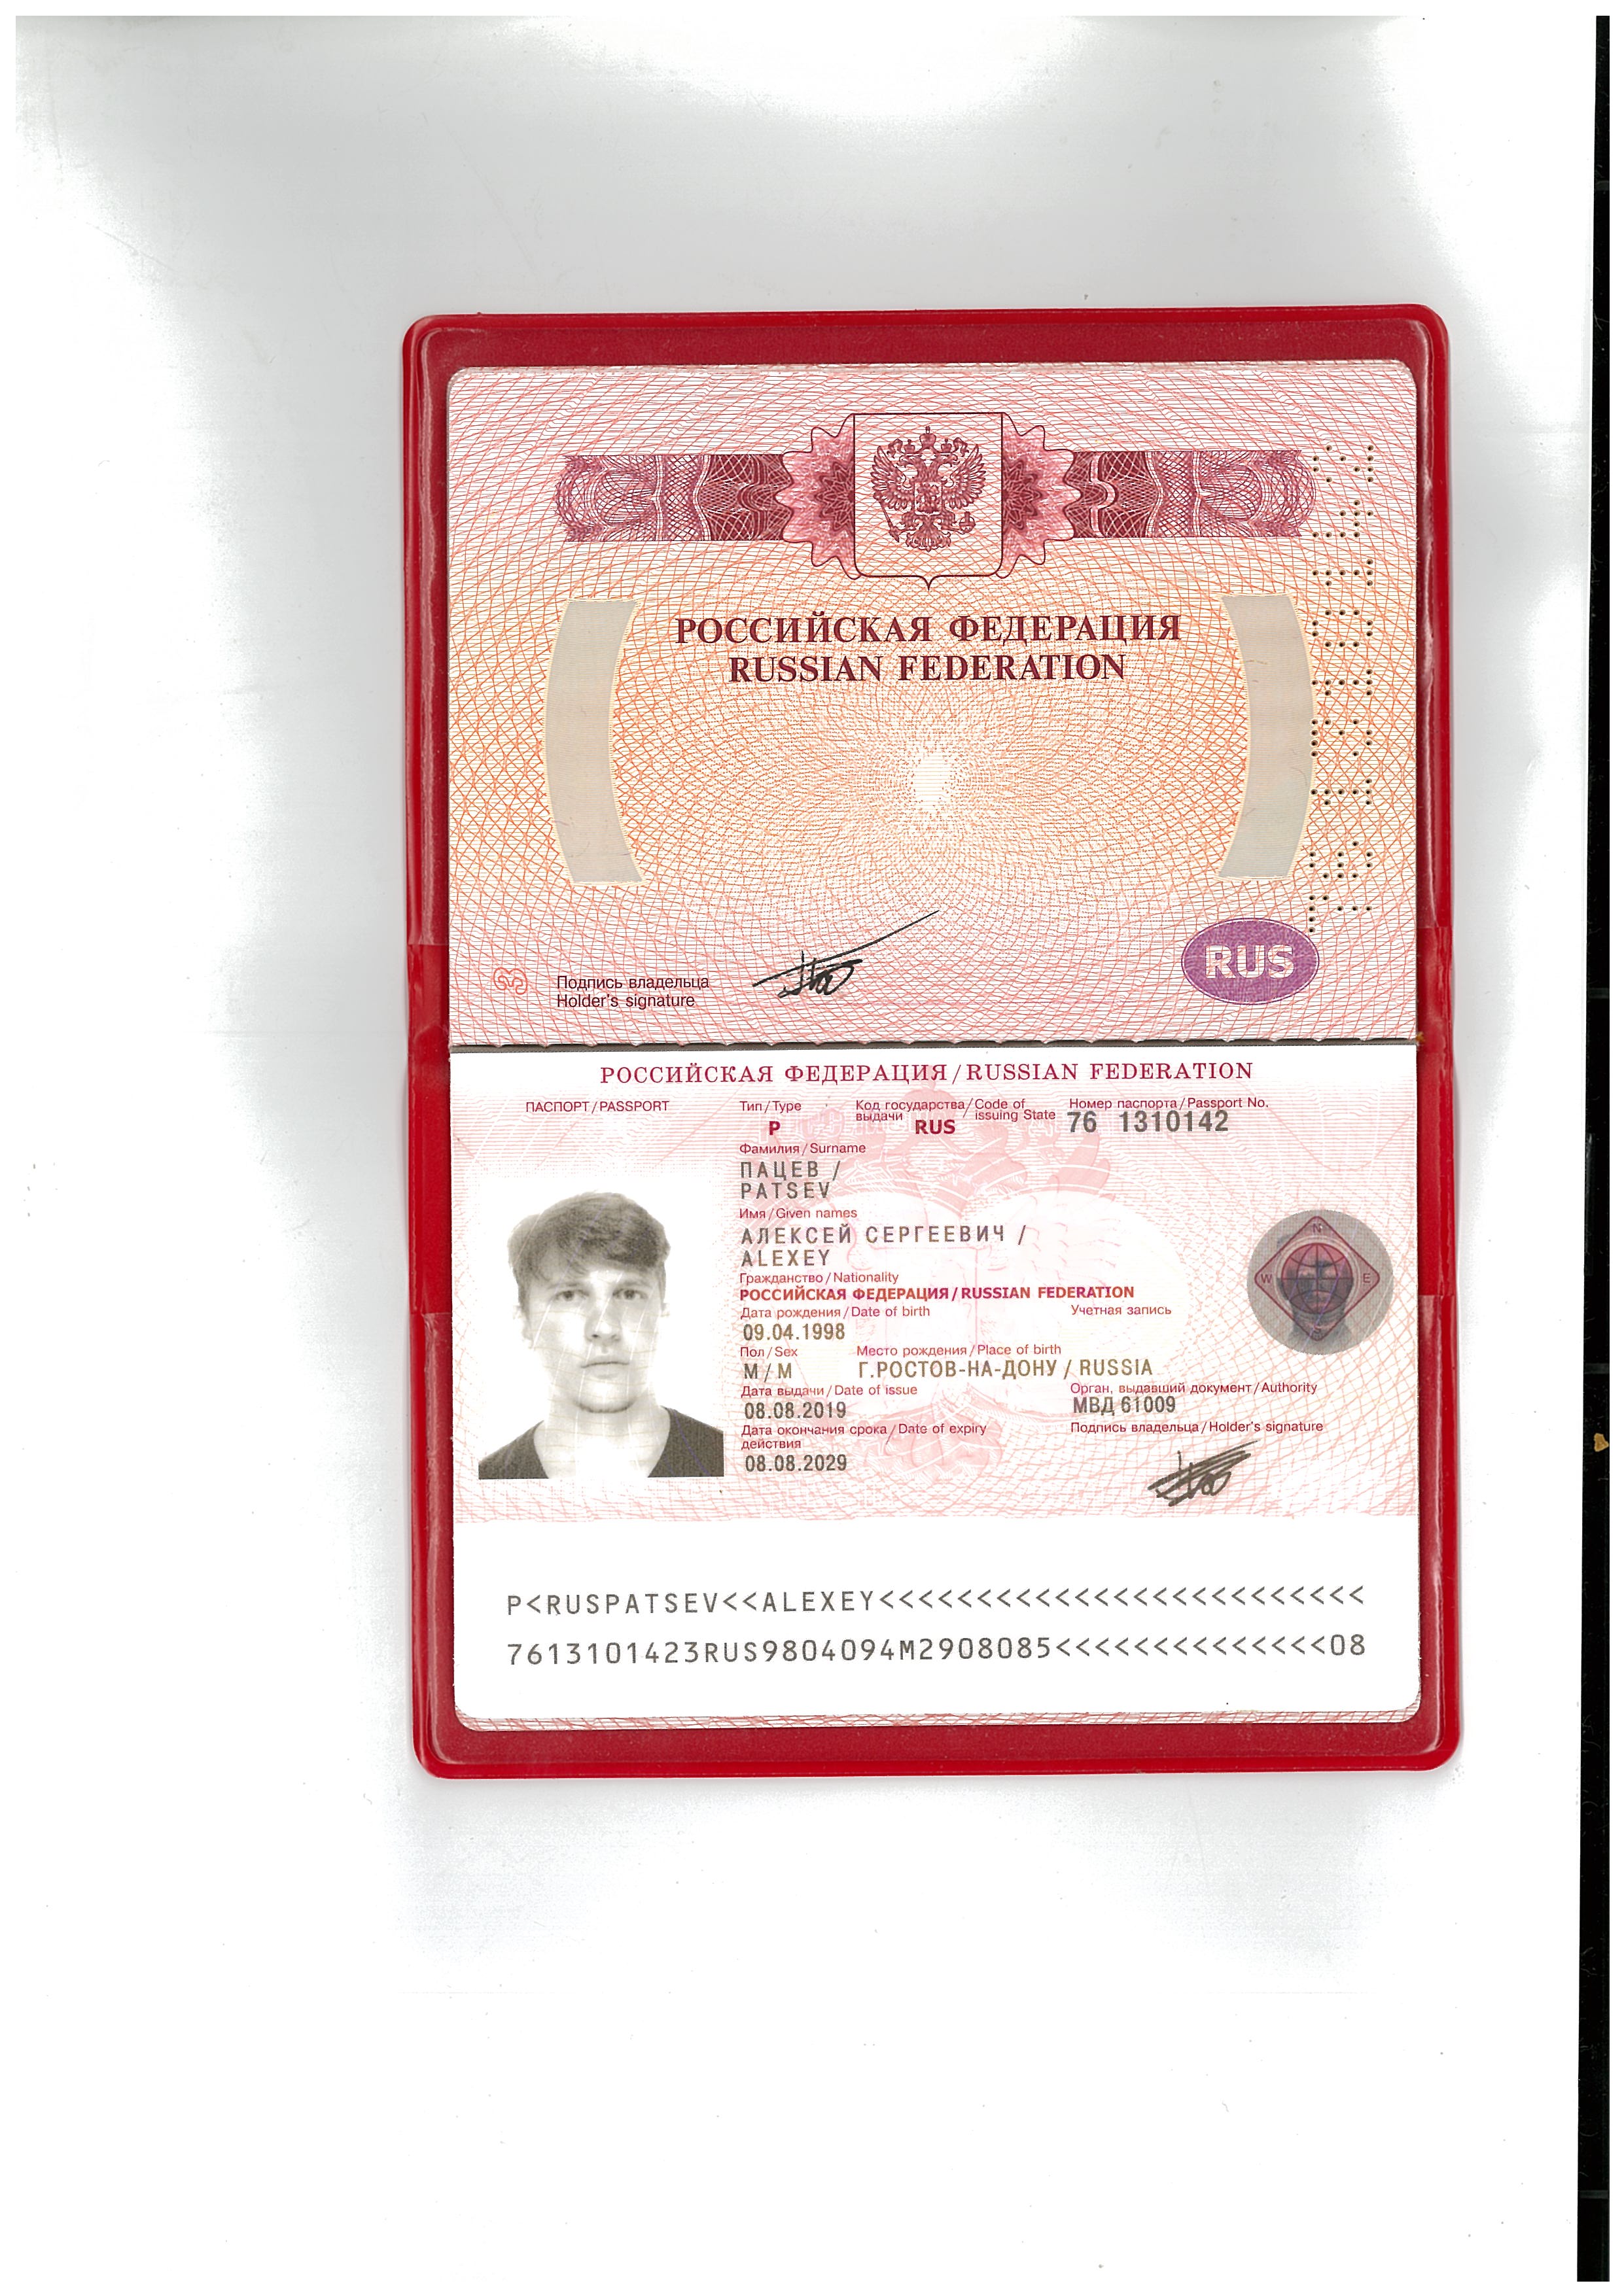 РОССИЙСКАЯ ФЕДЕРАЦИЯ
RUSSIAN FEDERATION
Подпись владельца
Holder's signature
RUS
РОССИЙСКАЯ ФЕДЕРАЦИЯ/RUSSIAN FEDERATION
ПАСПОРТ/PASSPORT
Тип/Type
Код государства/Code of
выдачи issuing State
Номер паспорта/Passport No.
P RUS 76 1310142
Фамилия/Surname
ПАЦЕВ /
PATSEV
Имя/Given names
АЛЕКСЕЙ СЕРГЕЕВИЧ /
ALEXEY
Гражданство/Nationality
РОССИЙСКАЯ ФЕДЕРАЦИЯ/RUSSIAN FEDERATION
Дата рождения/Date of birth Учетная запись
09.04.1998
Пол/Sex Место рождения/Place of birth
М/M Г.РОСТОВ-НА-ДОНУ / RUSSIA
Дата выдачи/Date of issue Орган, выдавший документ/Authority
08.08.2019 МВД 61009
Дата окончания срока/Date of expiry Подпись владельца/Holder's signature
действия
08.08.2029
N
W E
P<RUSPATSEV<<ALEXEY<<<<<<<<<<<<<<<<<<<<<<<<<
7613101423RUS9804094M2908085<<<<<<<<<<<<<<08